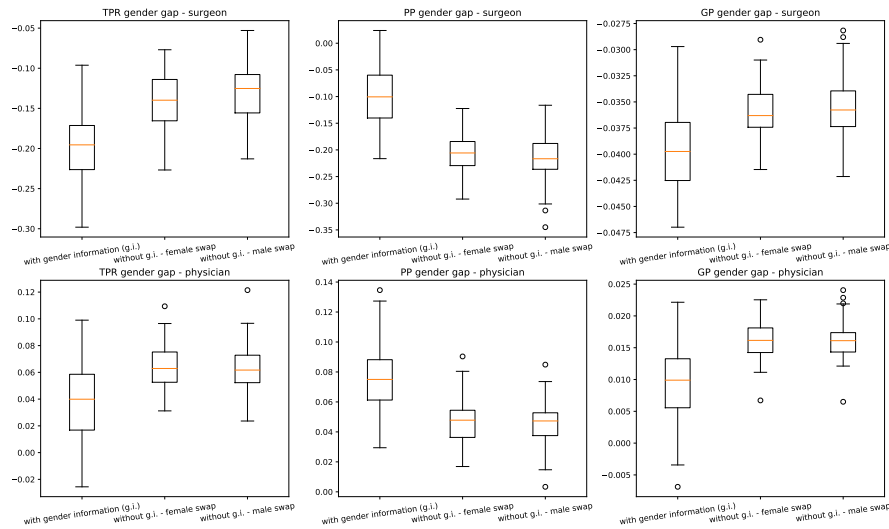 TPR gender gap - surgeon
−0.05
−0.10
−0.15
−0.20
−0.25
−0.30
with gender information (g.i.)
without g.i. - female swap
without g.i. - male swap
PP gender gap - surgeon
0.00
−0.05
−0.10
−0.15
−0.20
−0.25
−0.30
−0.35
with gender information (g.i.)
without g.i. - female swap
without g.i. - male swap
GP gender gap - surgeon
−0.0275
−0.0300
−0.0325
−0.0350
−0.0375
−0.0400
−0.0425
−0.0450
−0.0475
with gender information (g.i.)
without g.i. - female swap
without g.i. - male swap
TPR gender gap - physician
0.12
0.10
0.08
0.06
0.04
0.02
0.00
−0.02
with gender information (g.i.)
without g.i. - female swap
without g.i. - male swap
PP gender gap - physician
0.14
0.12
0.10
0.08
0.06
0.04
0.02
0.00
with gender information (g.i.)
without g.i. - female swap
without g.i. - male swap
GP gender gap - physician
0.025
0.020
0.015
0.010
0.005
0.000
−0.005
with gender information (g.i.)
without g.i. - female swap
without g.i. - male swap